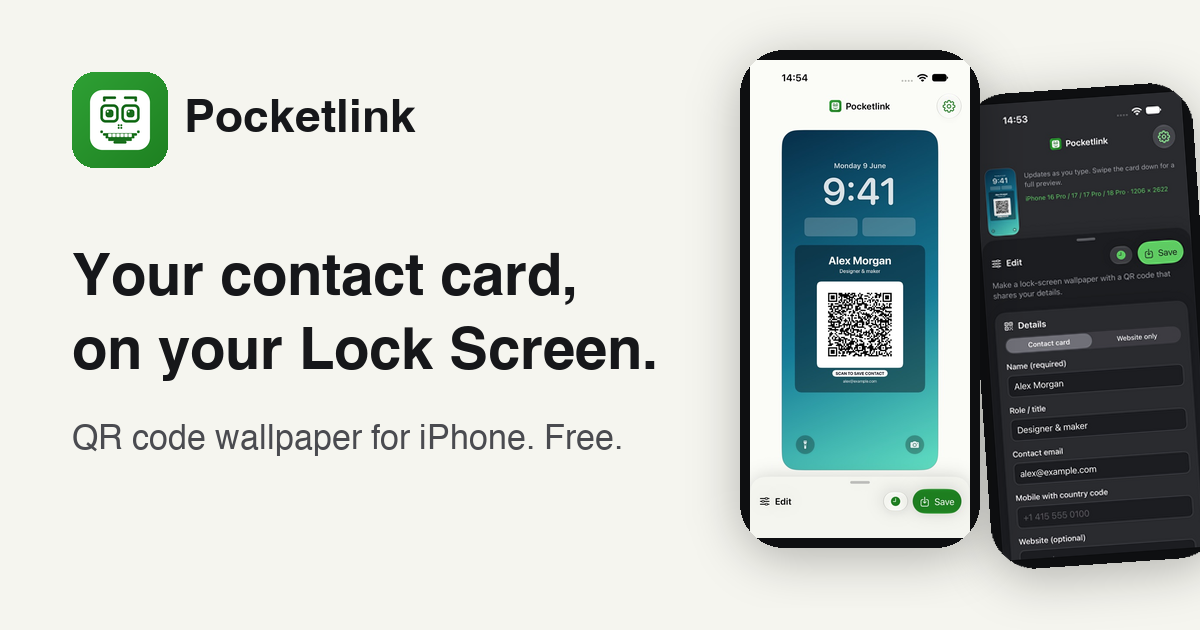 Pocketlink
Your contact card,
on your Lock Screen.
QR code wallpaper for iPhone. Free.
14:54
Pocketlink
Monday 9 June
9:41
Alex Morgan
Designer & maker
SCAN TO SAVE CONTACT
alex@example.com
Edit
Save
14:53
Pocketlink
9:41
Updates as you type. Swipe the card down for a
full preview.
iPhone 16 Pro / 17 / 17 Pro / 18 Pro · 1206 × 2622
Edit
Save
Make a lock-screen wallpaper with a QR code that
shares your details.
Details
Contact card
Website only
Name (required)
Alex Morgan
Role / title
Designer & maker
Contact email
alex@example.com
Mobile with country code
+1 415 555 0100
Website (optional)